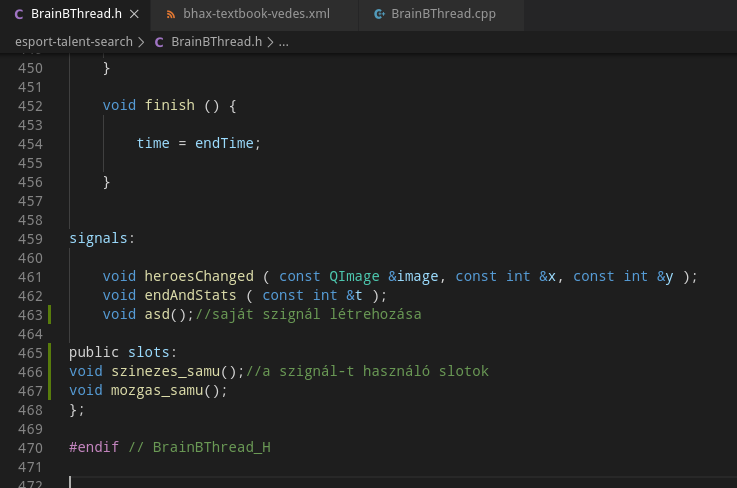 BrainBThread.h
bhax-textbook-vedes.xml
BrainBThread.cpp
esport-talent-search > BrainBThread.h > ...
450 }
451
452 void finish () {
453
454 time = endTime;
455
456 }
457
458
459 signals:
460
461 void heroesChanged ( const QImage &image, const int &x, const int &y );
462 void endAndStats ( const int &t );
463 void asd();//saját szignál létrehozása
464
465 public slots:
466 void szinezes_samu();//a szignál-t használó slotok
467 void mozgas_samu();
468 };
469
470 #endif // BrainBThread_H
471
472